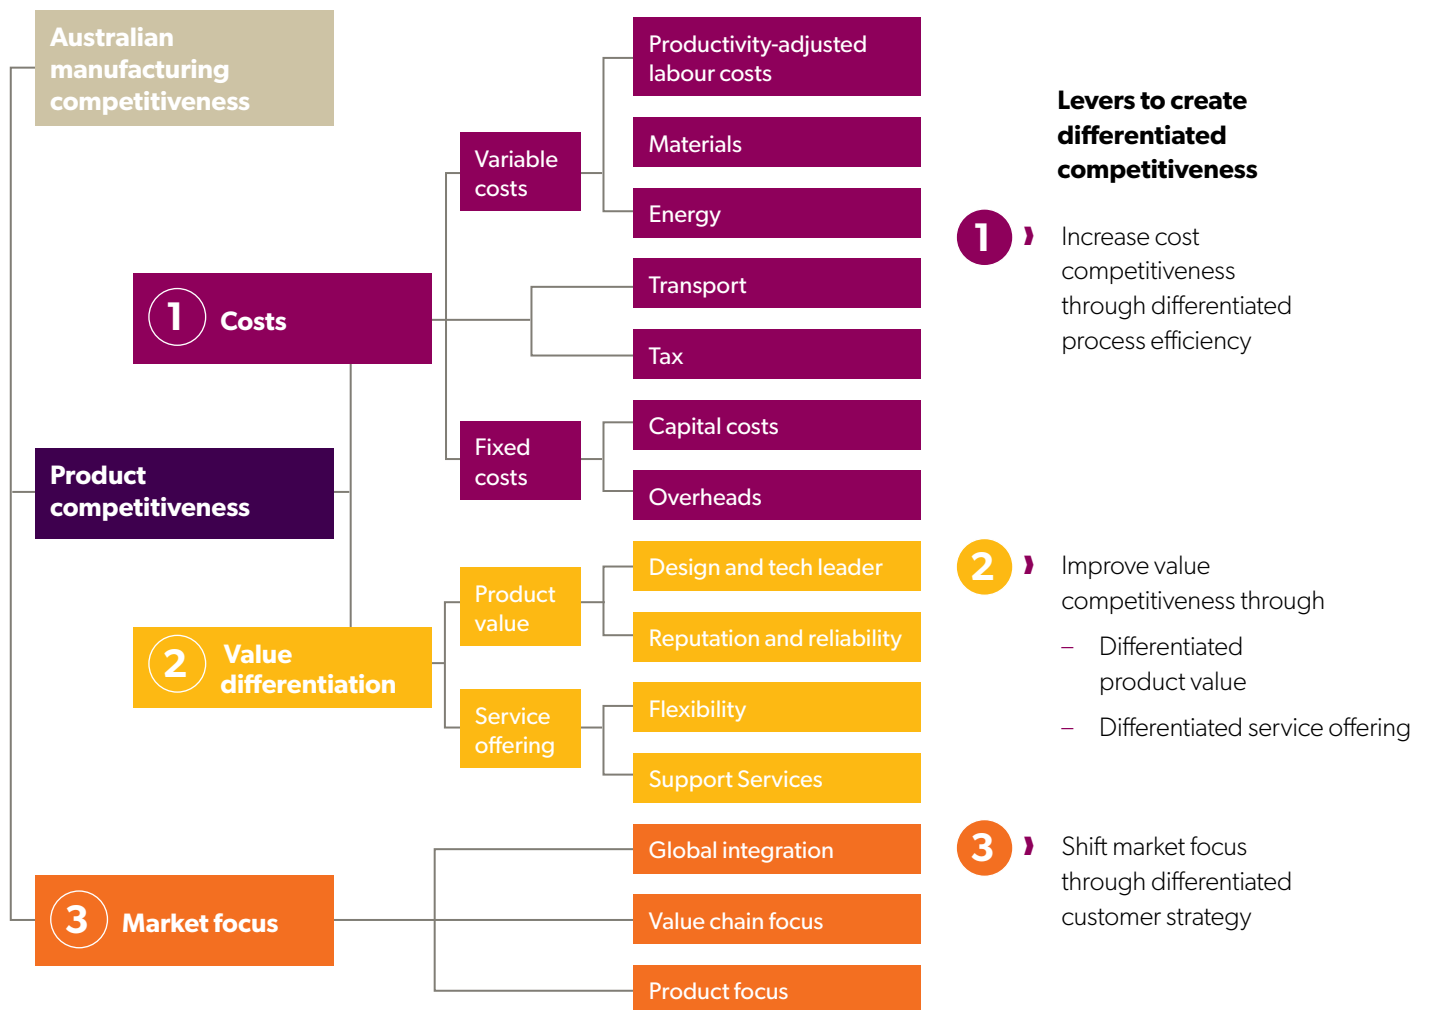 Australian
manufacturing
competitiveness
Product
competitiveness
1 Costs
2 Value
differentiation
3 Market focus
Variable
costs
Fixed
costs
Product
value
Service
offering
Productivity-adjusted
labour costs
Materials
Energy
Transport
Tax
Capital costs
Overheads
Design and tech leader
Reputation and reliability
Flexibility
Support Services
Global integration
Value chain focus
Product focus
Levers to create
differentiated
competitiveness
1 Increase cost
competitiveness
through differentiated
process efficiency
2 Improve value
competitiveness through
– Differentiated
product value
– Differentiated service offering
3 Shift market focus
through differentiated
customer strategy